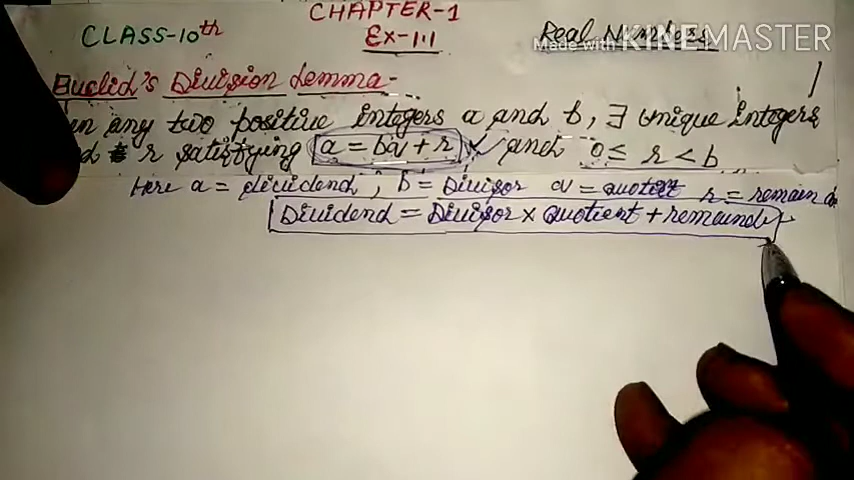 CHAPTER-1
CLASS-10th Ex-1.1 Real Numbers
Made with KINEMASTER
Euclid's Division Lemma-
any two positive Integers a and b, ∃ unique Integers
r satisfying a = bq + r and 0 ≤ r < b
Here a = dividend, b = Divisor q = quotient r = remain
Dividend = Divisor × quotient + remainder